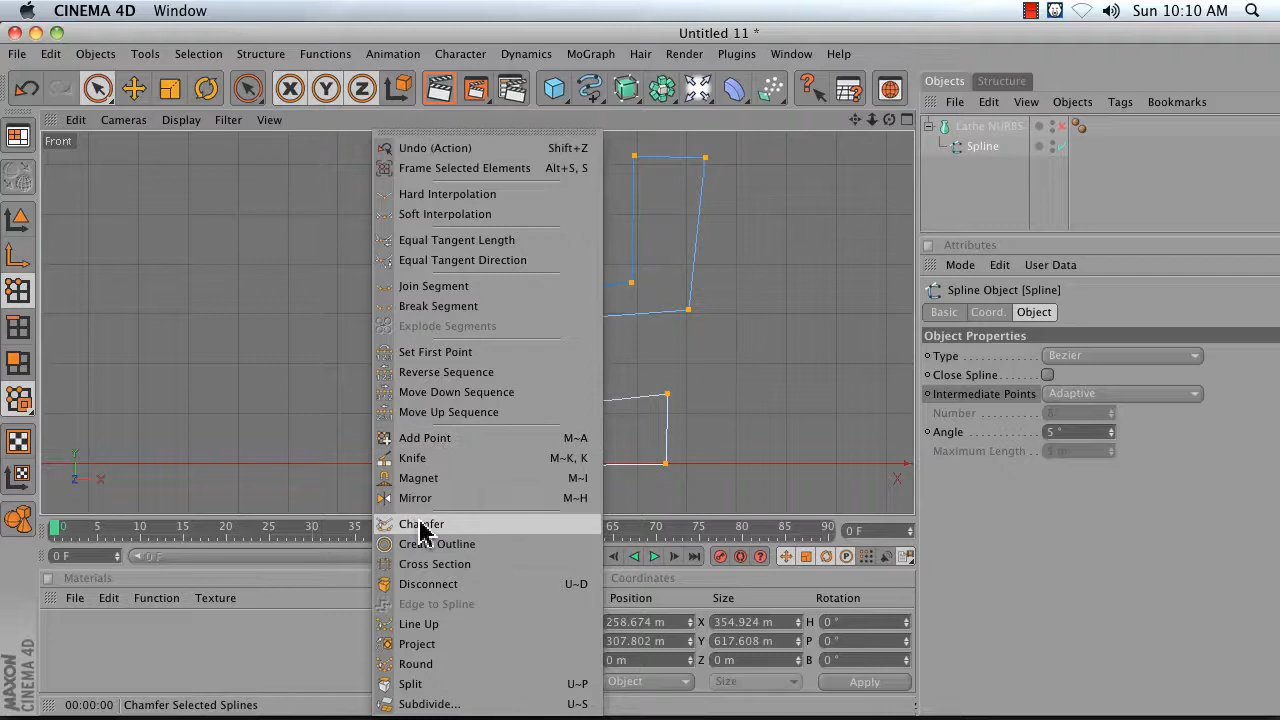 CINEMA 4D Window Sun 10:10 AM
Untitled 11 *
File Edit Objects Tools Selection Structure Functions Animation Character Dynamics MoGraph Hair Render Plugins Window Help
X Y Z
Objects Structure
File Edit View Objects Tags Bookmarks
Edit Cameras Display Filter View
Front
Lathe NURBS
Spline
Undo (Action) Shift+Z
Frame Selected Elements Alt+S, S
Hard Interpolation
Soft Interpolation
Equal Tangent Length
Equal Tangent Direction
Join Segment
Break Segment
Explode Segments
Set First Point
Reverse Sequence
Move Down Sequence
Move Up Sequence
Add Point M~A
Knife M~K, K
Magnet M~I
Mirror M~H
Chamfer
Create Outline
Cross Section
Disconnect U~D
Edge to Spline
Line Up
Project
Round
Split U~P
Subdivide... U~S
Attributes
Mode Edit User Data
Spline Object [Spline]
Basic Coord. Object
Object Properties
Type Bezier
Close Spline
Intermediate Points Adaptive
Number 8
Angle 5 °
Maximum Length 5 m
Y
Z X
X
0 5 10 15 20 25 30 35 65 70 75 80 85 90 0 F
0 F 0 F
Materials
File Edit Function Texture
Coordinates
Position Size Rotation
258.674 m X 354.924 m H 0 °
307.802 m Y 617.608 m P 0 °
0 m Z 0 m B 0 °
Object Size Apply
MAXON
CINEMA 4D
00:00:00 Chamfer Selected Splines